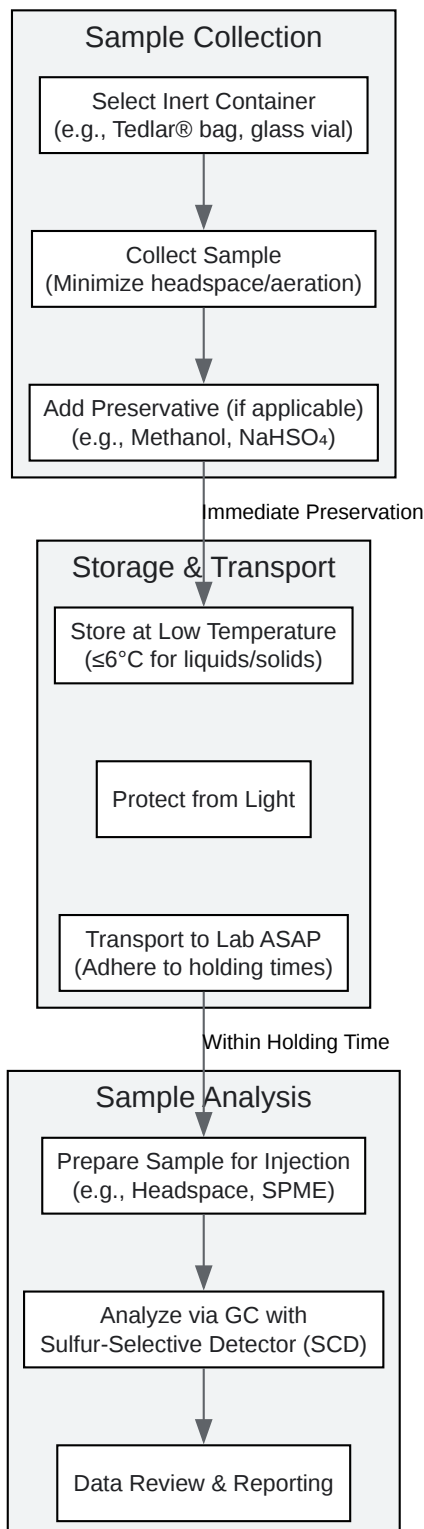 Sample Collection
Select Inert Container
(e.g., Tedlar® bag, glass vial)
Collect Sample
(Minimize headspace/aeration)
Add Preservative (if applicable)
(e.g., Methanol, NaHSO₄)
Immediate Preservation
Storage & Transport
Store at Low Temperature
(≤6°C for liquids/solids)
Protect from Light
Transport to Lab ASAP
(Adhere to holding times)
Within Holding Time
Sample Analysis
Prepare Sample for Injection
(e.g., Headspace, SPME)
Analyze via GC with
Sulfur-Selective Detector (SCD)
Data Review & Reporting